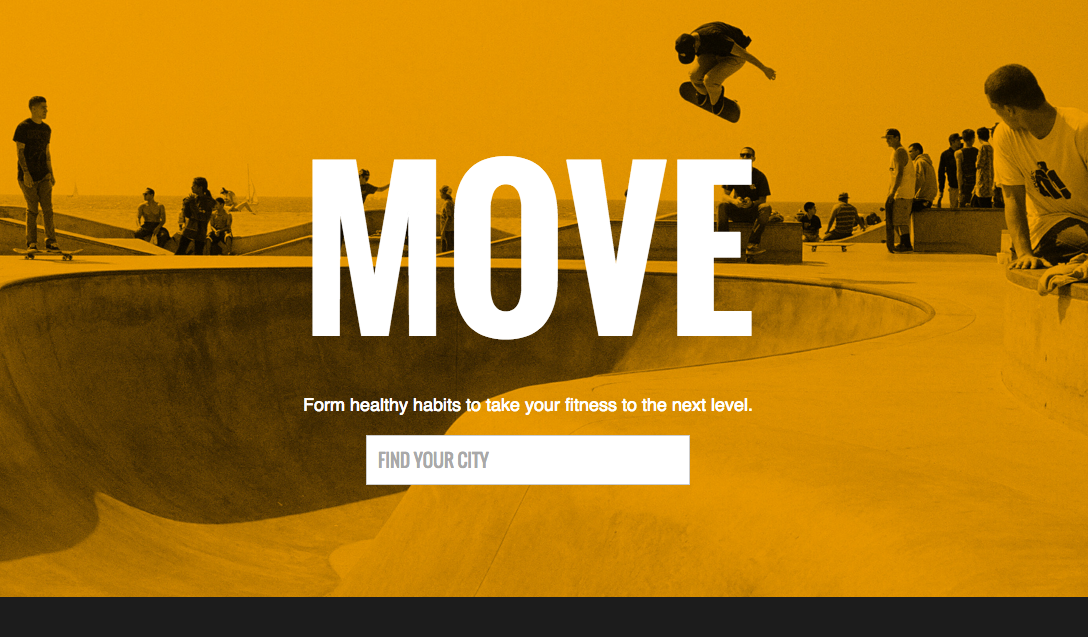 MOVE
Form healthy habits to take your fitness to the next level.
FIND YOUR CITY